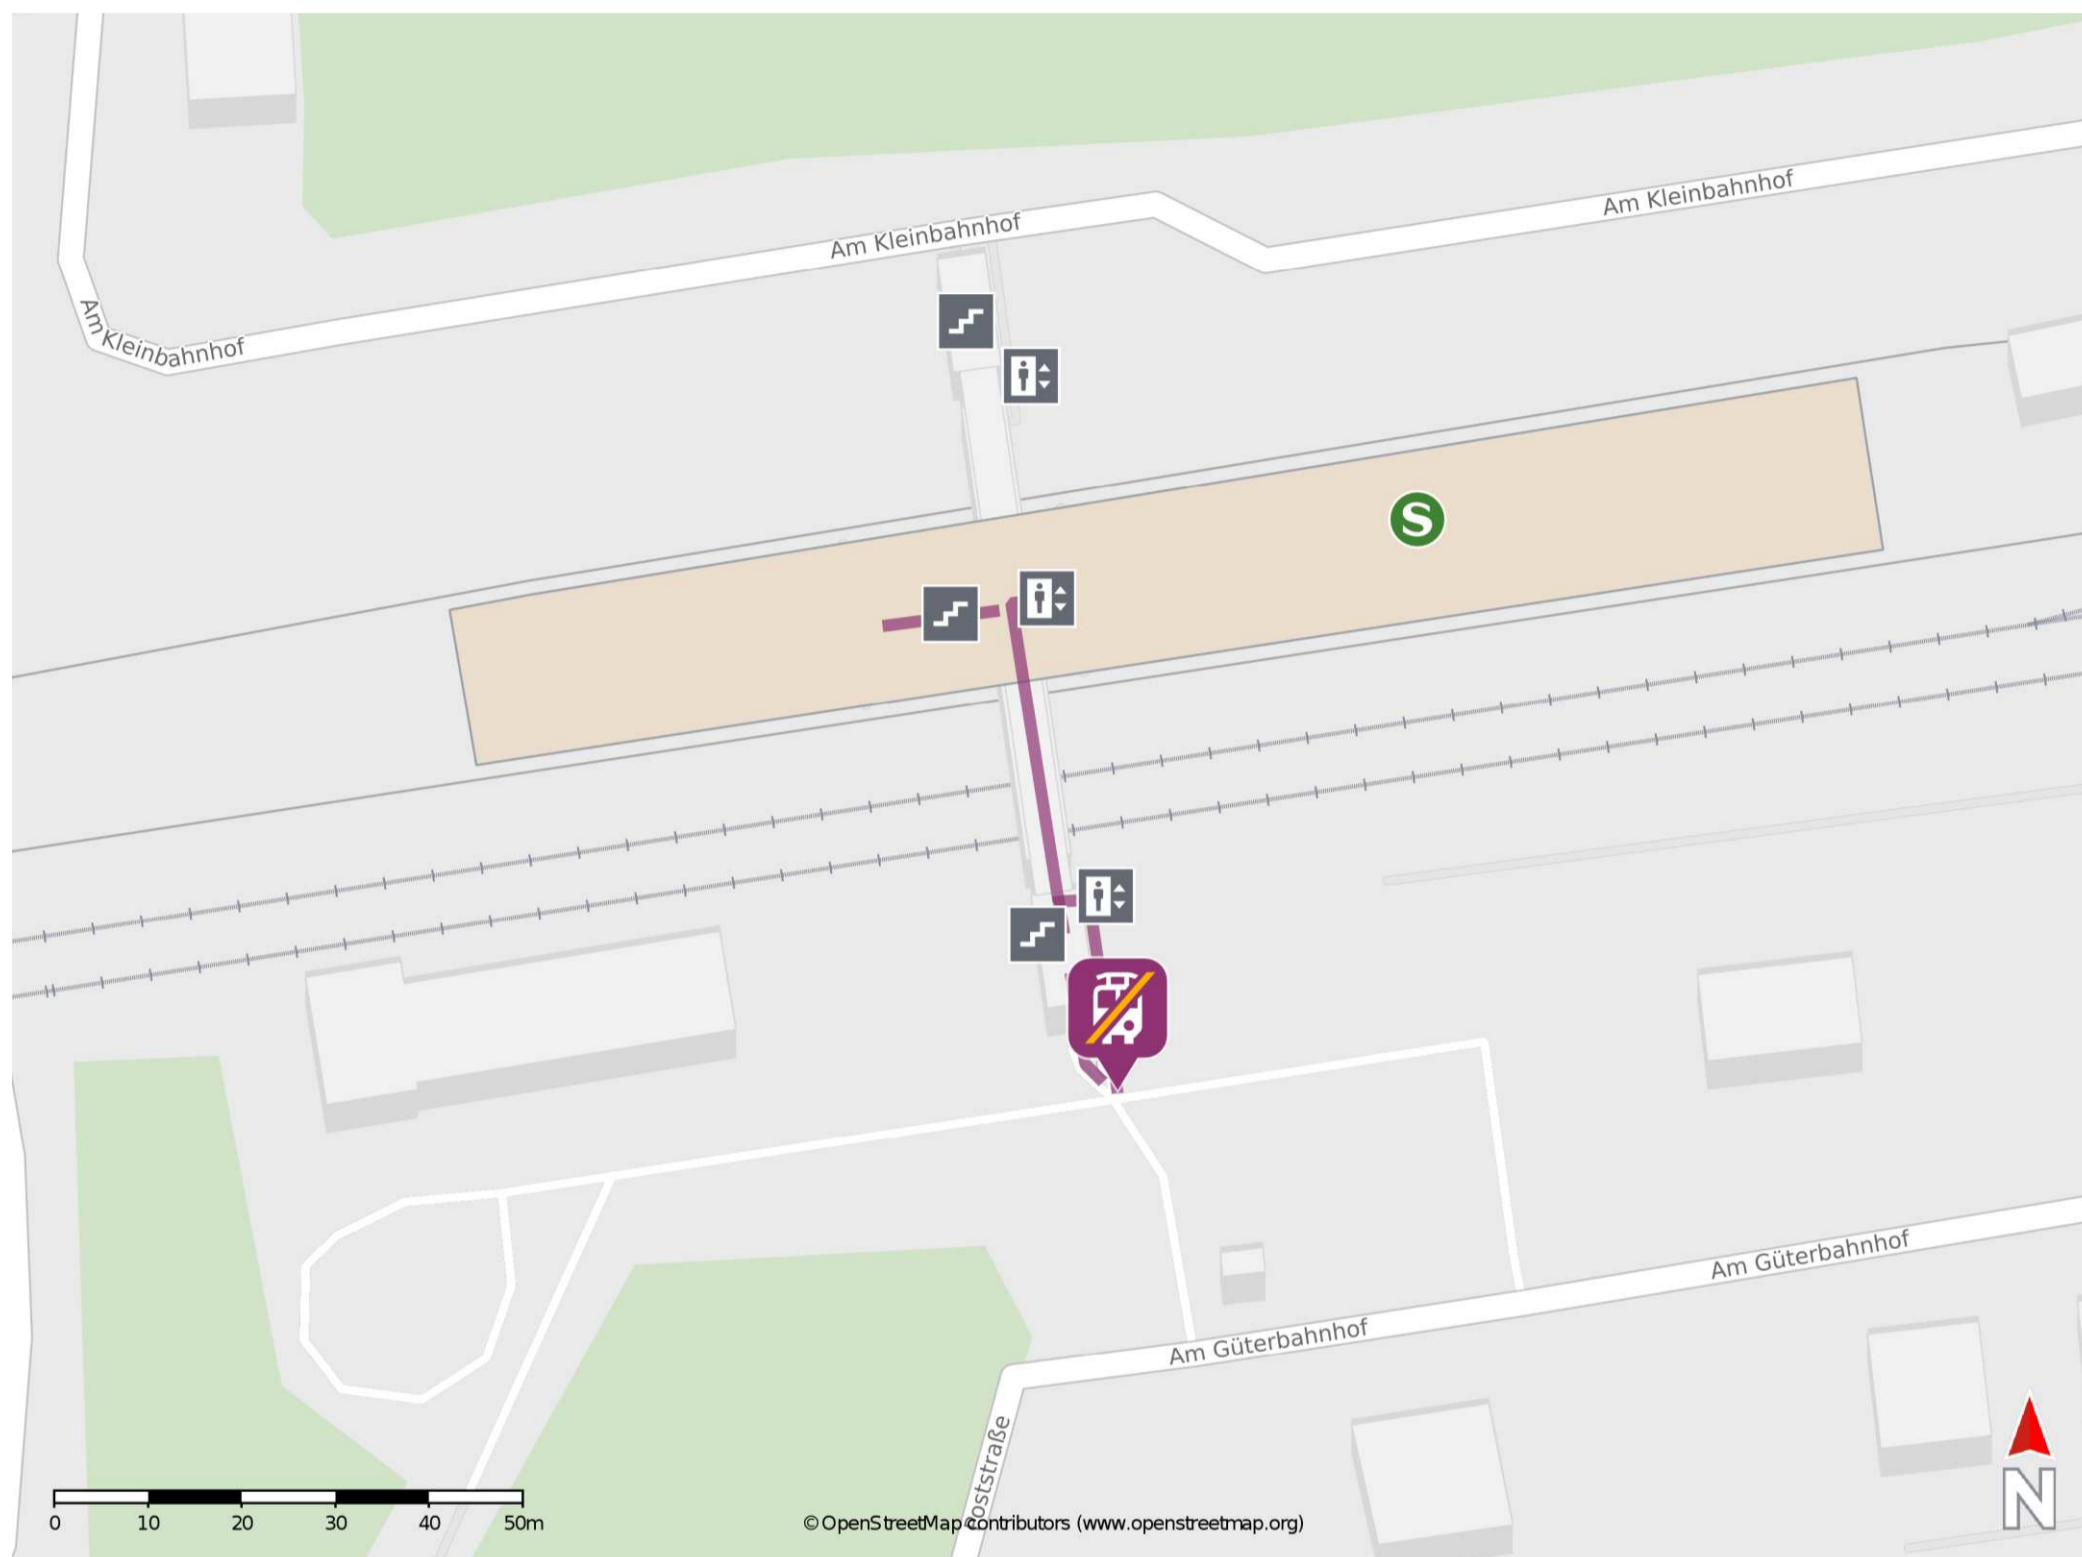 Am Kleinbahnhof
Am Kleinbahnhof
Am Kleinbahnhof
S
Am Güterbahnhof
Am Güterbahnhof
oststraße
0 10 20 30 40 50m
© OpenStreetMap contributors (www.openstreetmap.org)
N